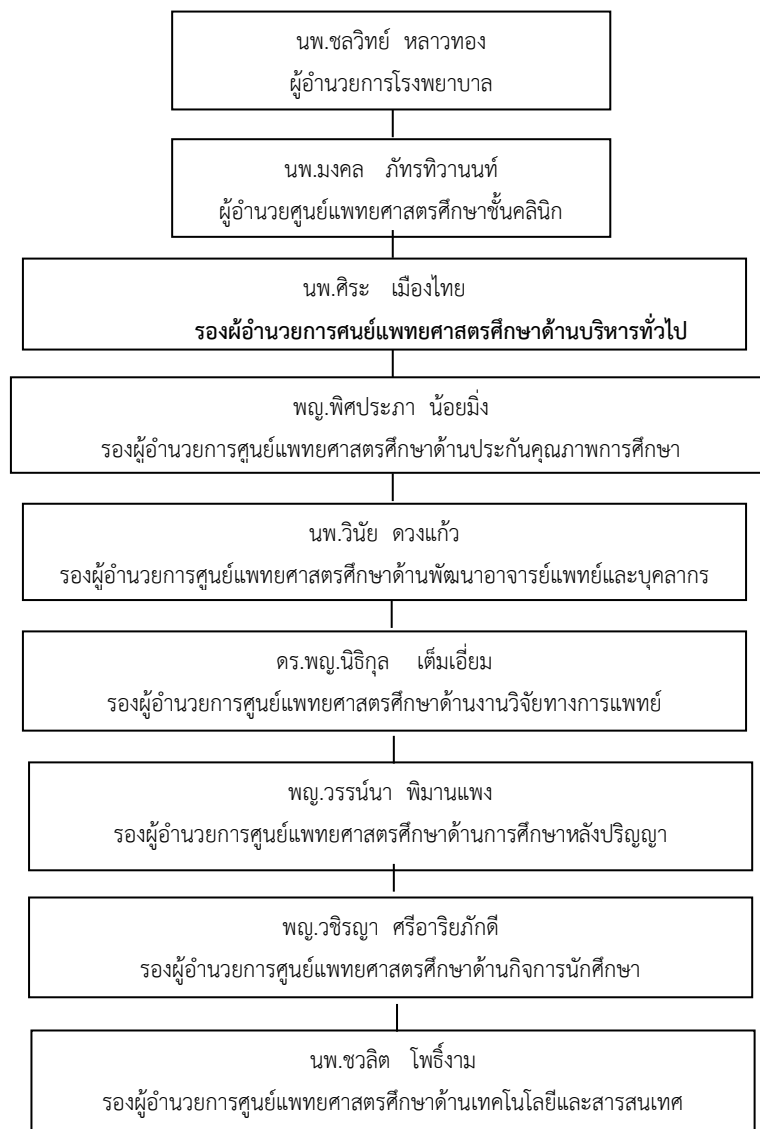 นพ.ชลวิทย์ หลาวทอง
ผู้อำนวยการโรงพยาบาล
นพ.มงคล ภัทรทิวานนท์
ผู้อำนวยศูนย์แพทยศาสตรศึกษาชั้นคลินิก
นพ.ศิระ เมืองไทย
รองผู้อำนวยการศูนย์แพทยศาสตรศึกษาด้านบริหารทั่วไป
พญ.พิศประภา น้อยมิ่ง
รองผู้อำนวยการศูนย์แพทยศาสตรศึกษาด้านประกันคุณภาพการศึกษา
นพ.วินัย ดวงแก้ว
รองผู้อำนวยการศูนย์แพทยศาสตรศึกษาด้านพัฒนาอาจารย์แพทย์และบุคลากร
ดร.พญ.นิธิกุล เต็มเอี่ยม
รองผู้อำนวยการศูนย์แพทยศาสตรศึกษาด้านงานวิจัยทางการแพทย์
พญ.วรรน์นา พิมานแพง
รองผู้อำนวยการศูนย์แพทยศาสตรศึกษาด้านการศึกษาหลังปริญญา
พญ.วชิรญา ศรีอาริยภักดี
รองผู้อำนวยการศูนย์แพทยศาสตรศึกษาด้านกิจการนักศึกษา
นพ.ชวลิต โพธิ์งาม
รองผู้อำนวยการศูนย์แพทยศาสตรศึกษาด้านเทคโนโลยีและสารสนเทศ